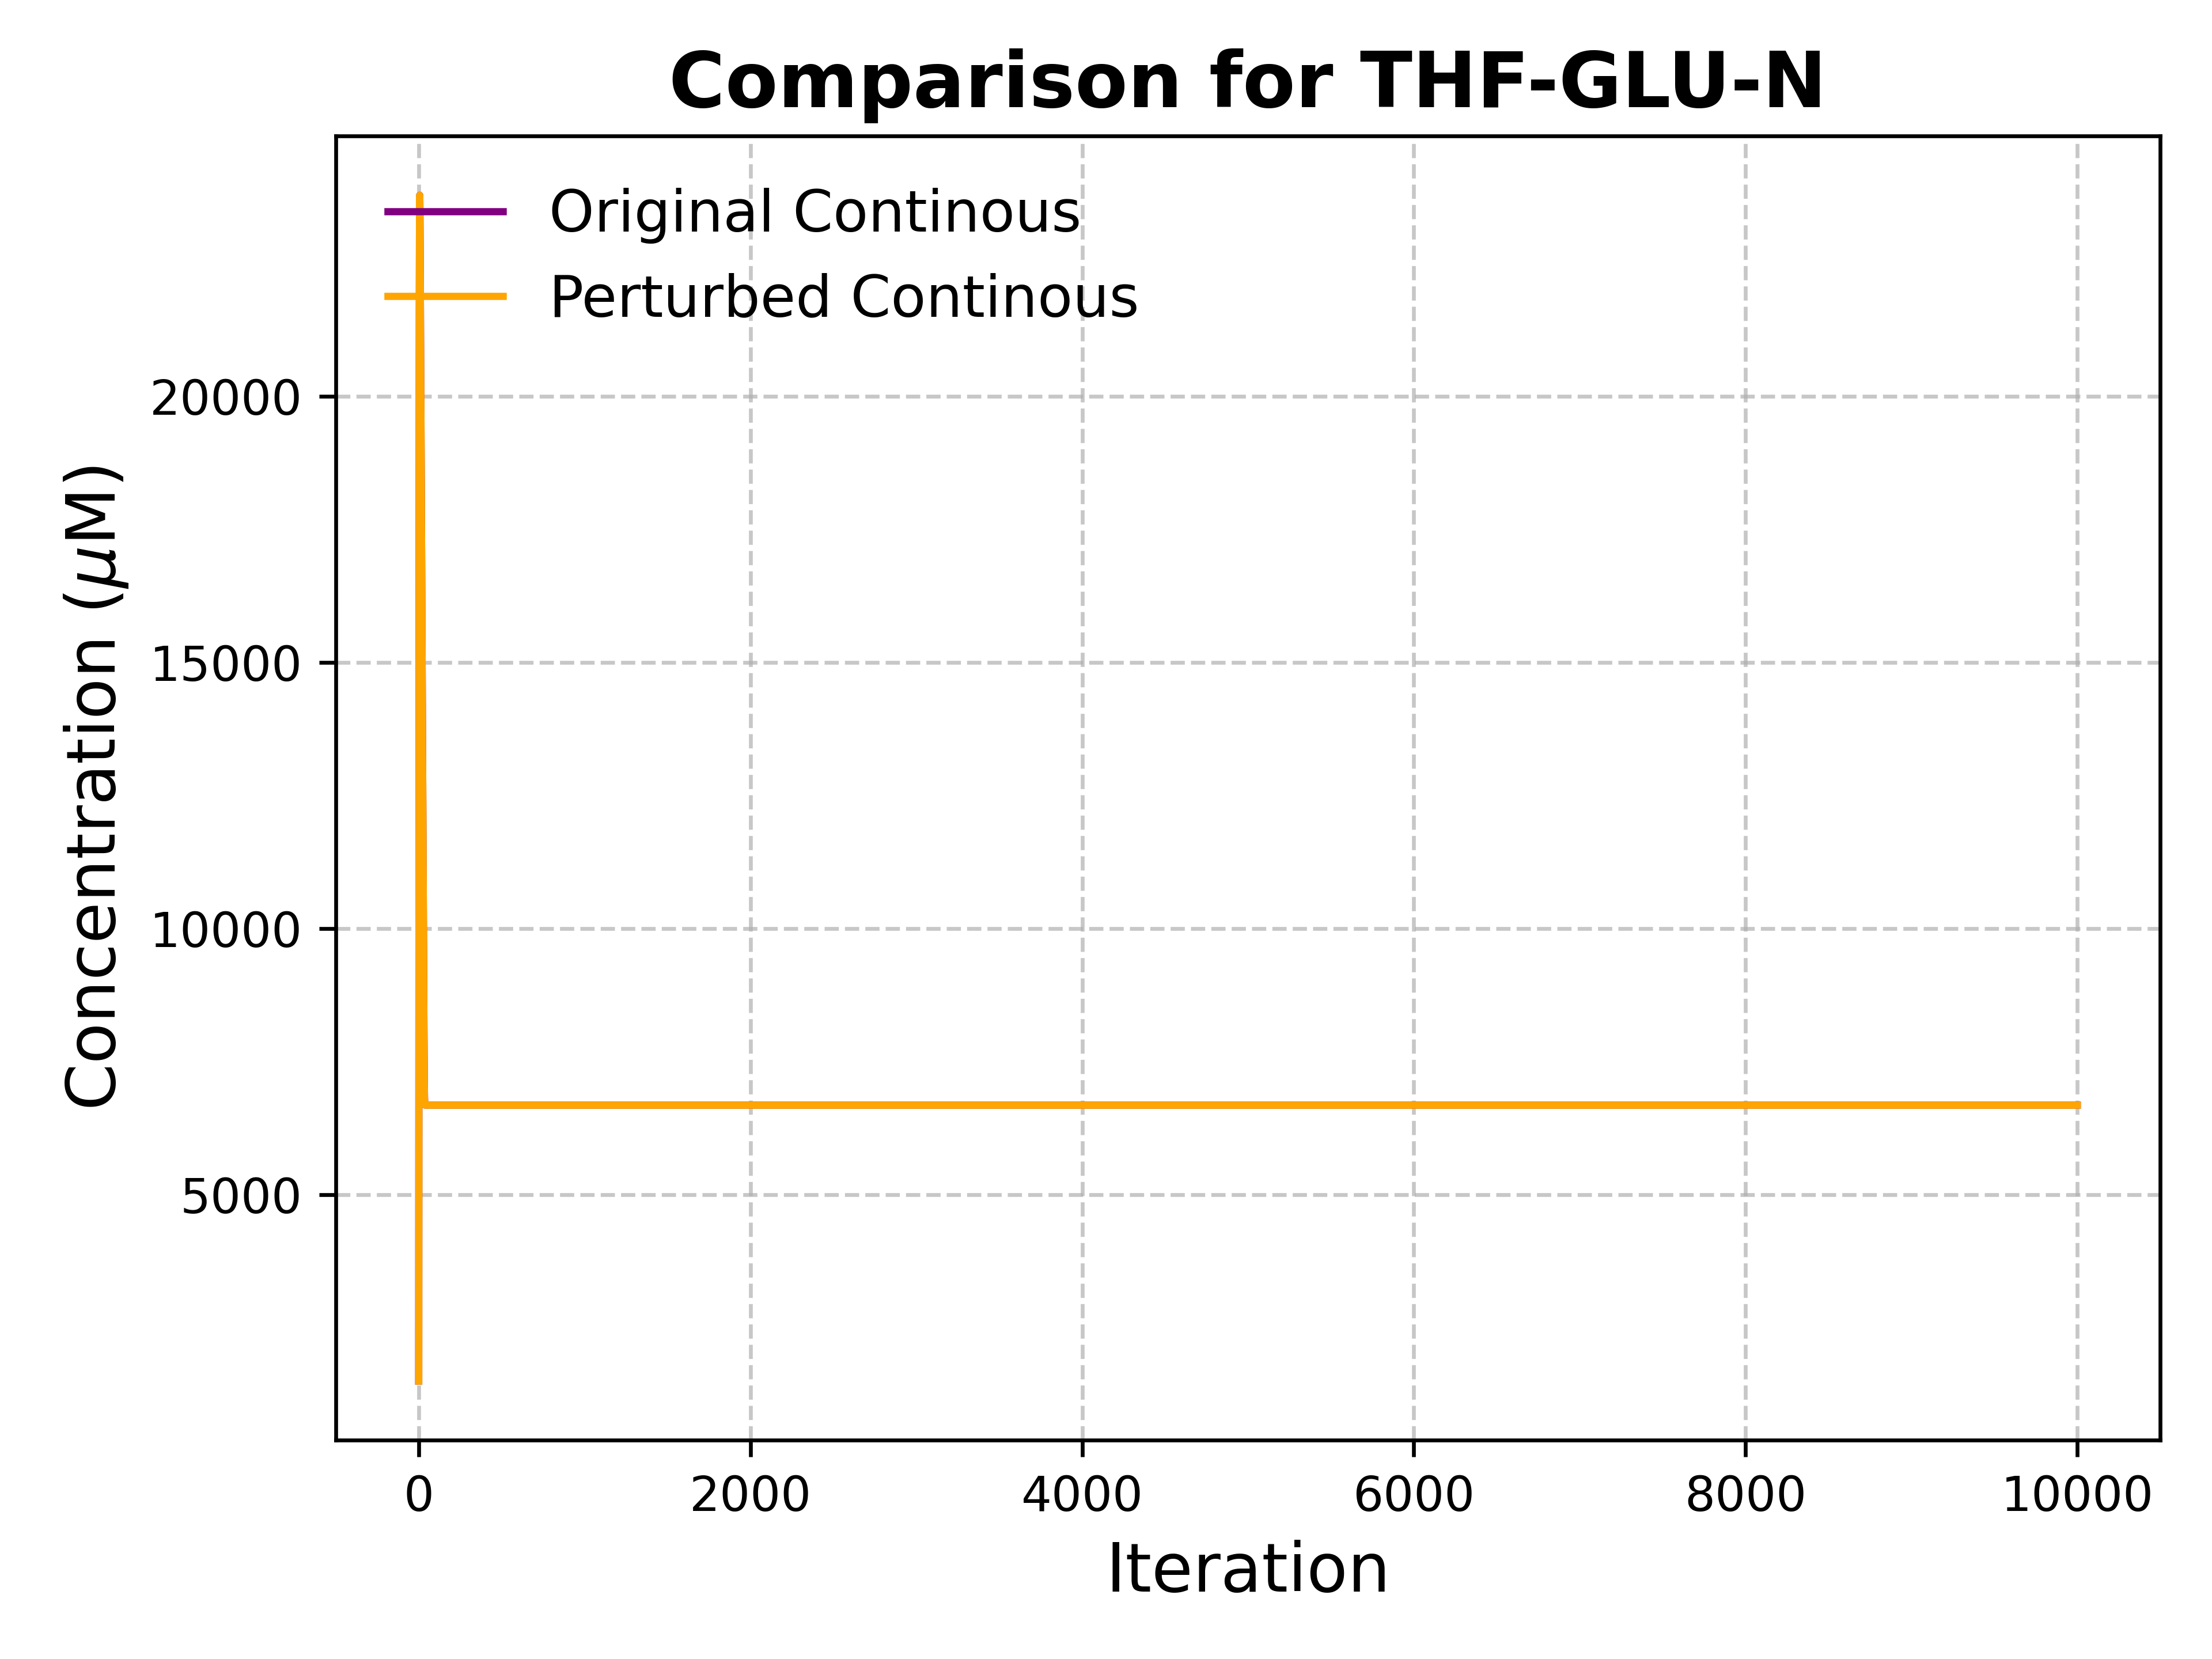 Comparison for THF-GLU-N
Original Continous
Perturbed Continous
20000
15000
10000
5000
Concentration (μM)
0 2000 4000 6000 8000 10000
Iteration